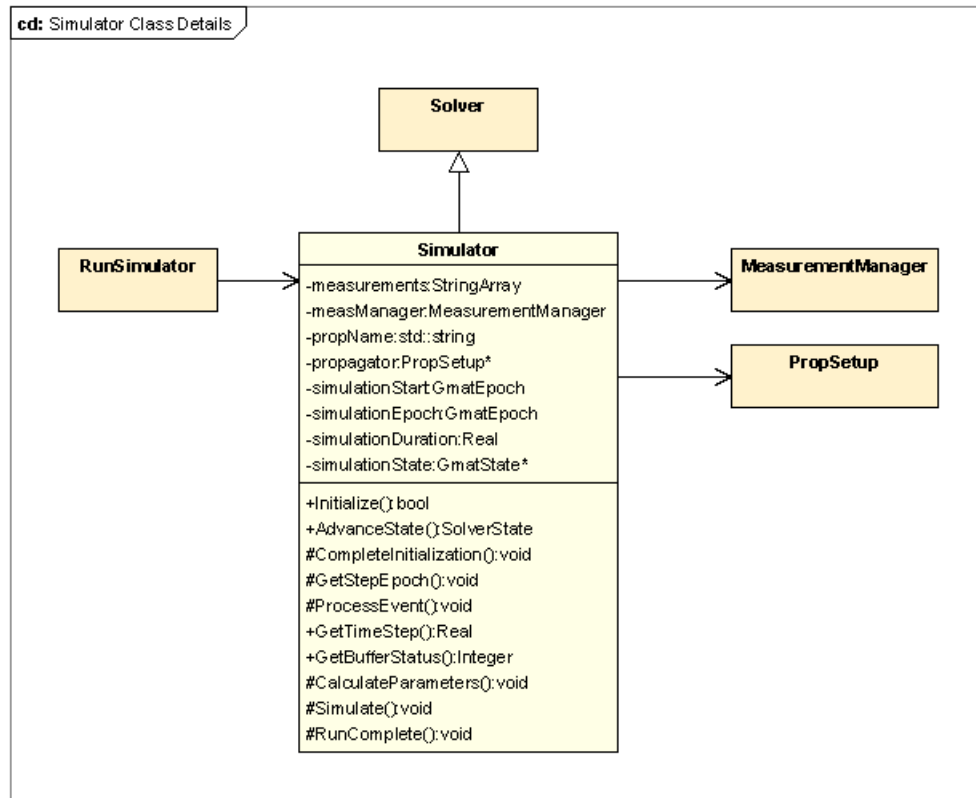 cd: Simulator Class Details
Solver
RunSimulator
Simulator
-measurements:StringArray
-measManager:MeasurementManager
-propName:std::string
-propagator:PropSetup*
-simulationStart:GmatEpoch
-simulationEpoch:GmatEpoch
-simulationDuration:Real
-simulationState:GmatState*
+Initialize():bool
+AdvanceState():SolverState
#CompleteInitialization():void
#GetStepEpoch():void
#ProcessEvent():void
+GetTimeStep():Real
+GetBufferStatus():Integer
#CalculateParameters():void
#Simulate():void
#RunComplete():void
MeasurementManager
PropSetup